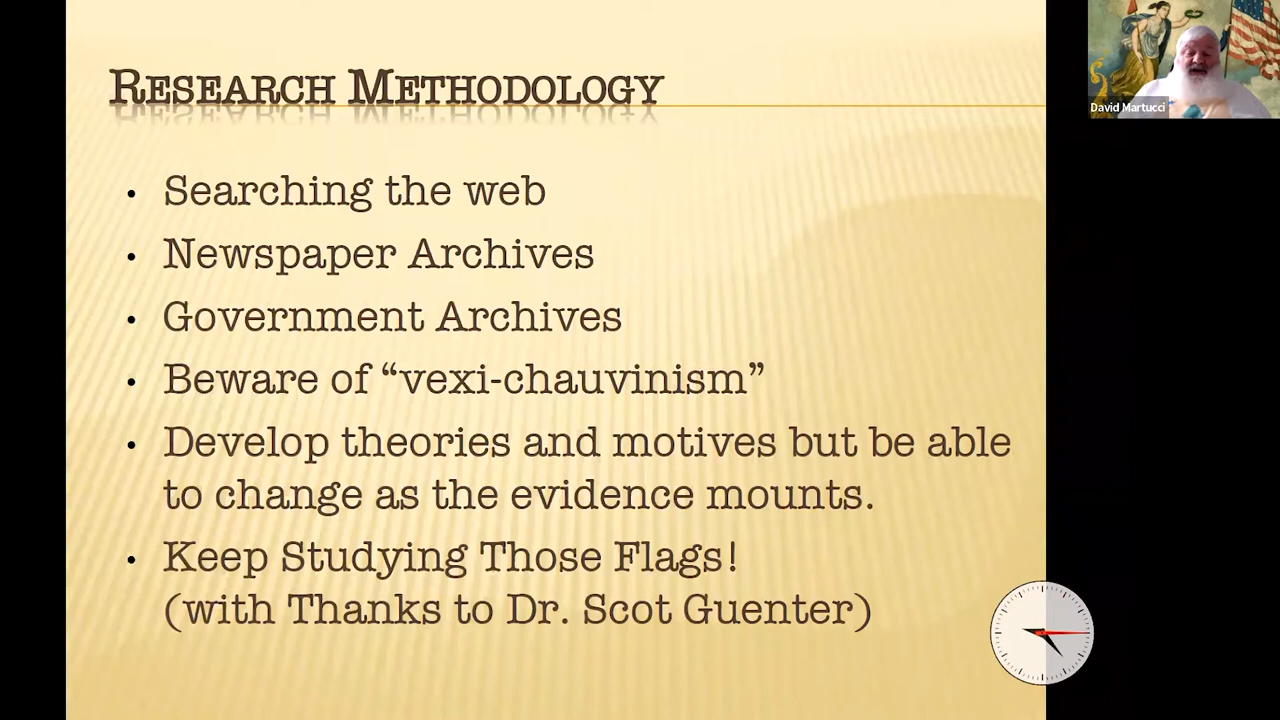 RESEARCH METHODOLOGY
David Martucci
• Searching the web
• Newspaper Archives
• Government Archives
• Beware of “vexi-chauvinism”
• Develop theories and motives but be able
to change as the evidence mounts.
• Keep Studying Those Flags!
(with Thanks to Dr. Scot Guenter)